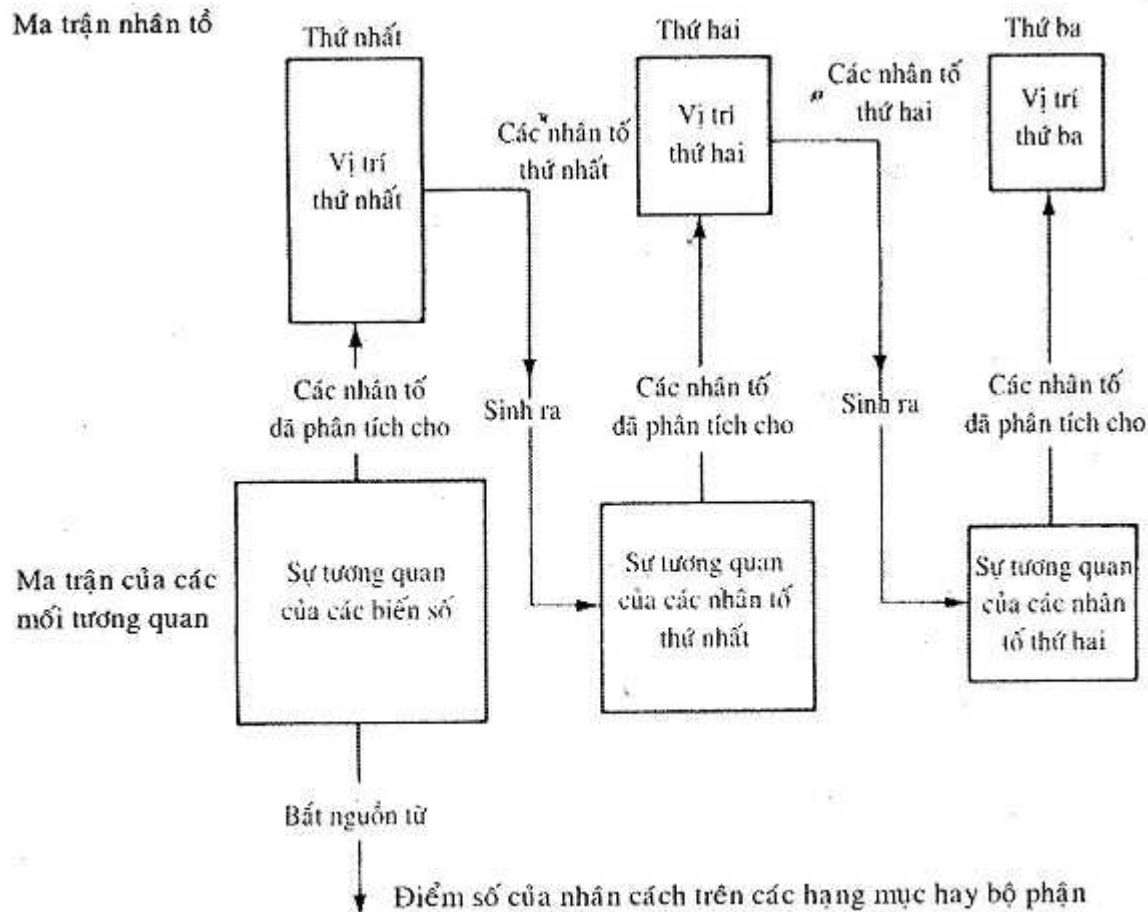 Ma trận nhân tồ
Thứ nhất
Thứ hai
Thứ ba
Vị trí
thứ nhất
Các nhân tố
thứ nhất
Vị trí
thứ hai
Các nhân tố
thứ hai
Vị trí
thứ ba
Các nhân tố
đã phân tích cho
Sinh ra
Các nhân tố
đã phân tích cho
Sinh ra
Các nhân tố
đã phân tích cho
Ma trận của các
mối tương quan
Sự tương quan
của các biến số
Sự tương quan
của các nhân tố
thứ nhất
Sự tương quan
của các nhân
tố thứ hai
Bất nguồn từ
Điểm số của nhân cách trên các hạng mục hay bộ phận